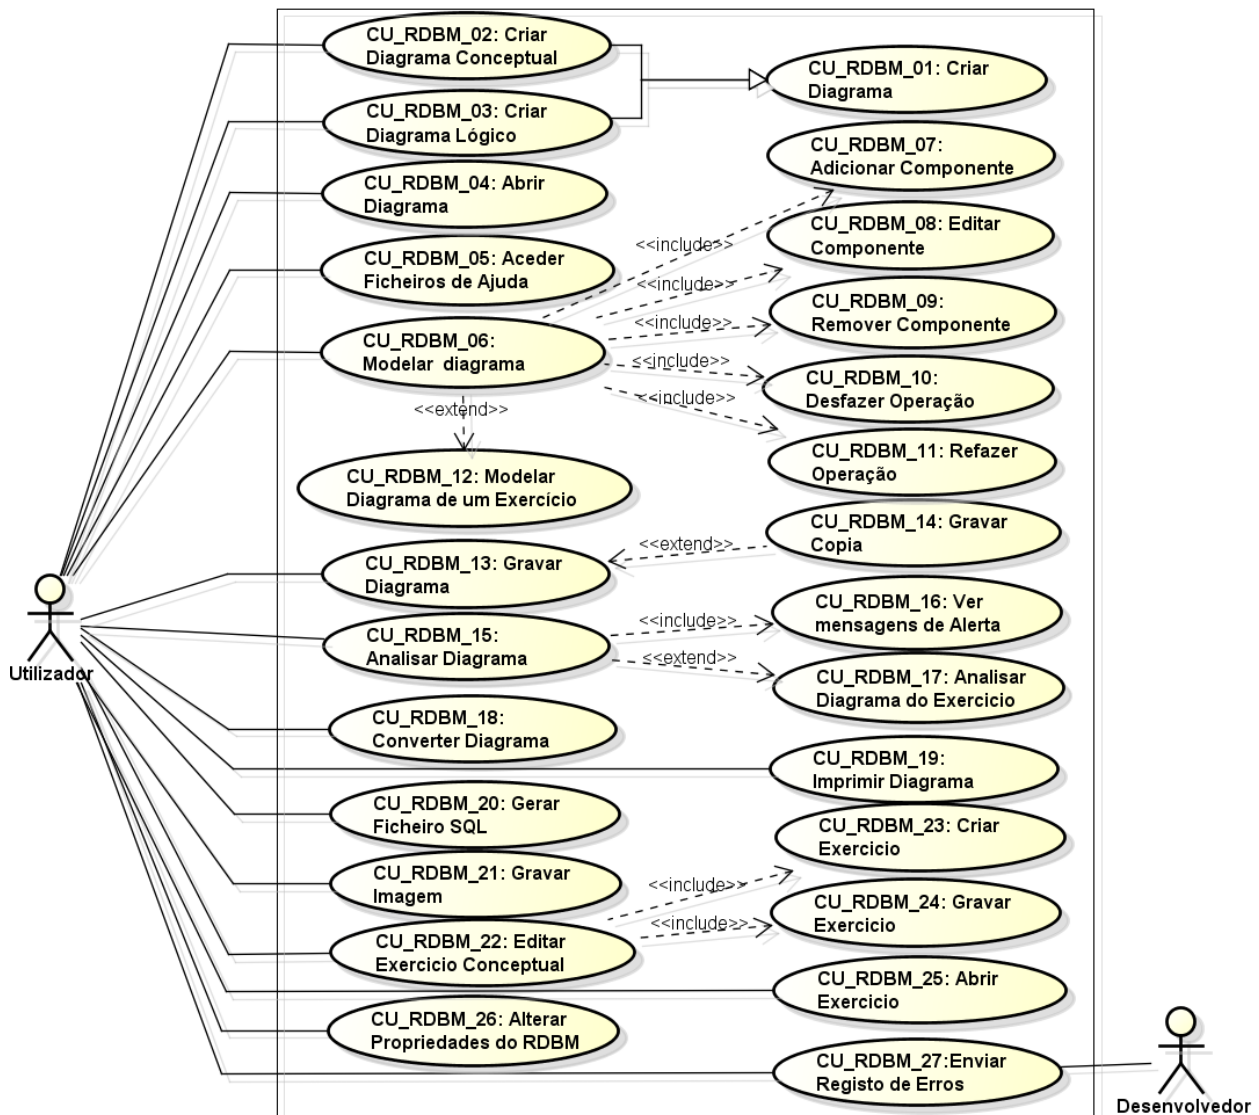 CU_RDBM_02: Criar
Diagrama Conceptual
CU_RDBM_01: Criar
Diagrama
CU_RDBM_03: Criar
Diagrama Lógico
CU_RDBM_07:
Adicionar Componente
CU_RDBM_04: Abrir
Diagrama
CU_RDBM_08: Editar
Componente
<<include>>
CU_RDBM_05: Aceder
Ficheiros de Ajuda
<<include>>
CU_RDBM_09:
Remover Componente
<<include>>
CU_RDBM_06:
Modelar  diagrama
<<include>>
CU_RDBM_10:
Desfazer Operação
<<include>>
<<extend>>
CU_RDBM_11: Refazer
Operação
CU_RDBM_12: Modelar
Diagrama de um Exercício
CU_RDBM_14: Gravar
Copia
<<extend>>
CU_RDBM_13: Gravar
Diagrama
CU_RDBM_16: Ver
mensagens de Alerta
<<include>>
CU_RDBM_15:
Analisar Diagrama
<<extend>>
CU_RDBM_17: Analisar
Diagrama do Exercicio
Utilizador
CU_RDBM_18:
Converter Diagrama
CU_RDBM_19:
Imprimir Diagrama
CU_RDBM_20: Gerar
Ficheiro SQL
CU_RDBM_23: Criar
Exercicio
CU_RDBM_21: Gravar
Imagem
<<include>>
CU_RDBM_24: Gravar
Exercicio
<<include>>
CU_RDBM_22: Editar
Exercicio Conceptual
CU_RDBM_25: Abrir
Exercicio
CU_RDBM_26: Alterar
Propriedades do RDBM
CU_RDBM_27:Enviar
Registo de Erros
Desenvolvedor